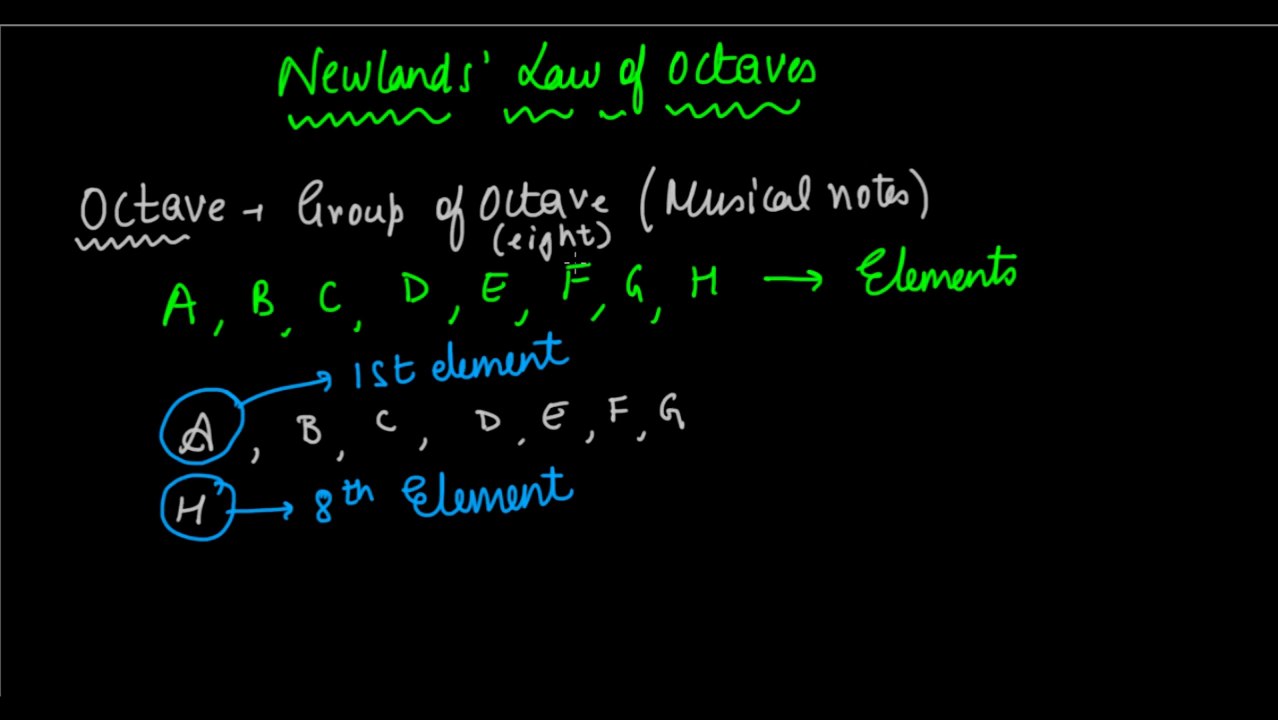 Newlands' Law of Octaves
Octave → Group of Octave (Musical notes)
(eight)
A, B, C, D, E, F, G, H → Elements
→ 1st element
A, B, C, D, E, F, G
H → 8th Element